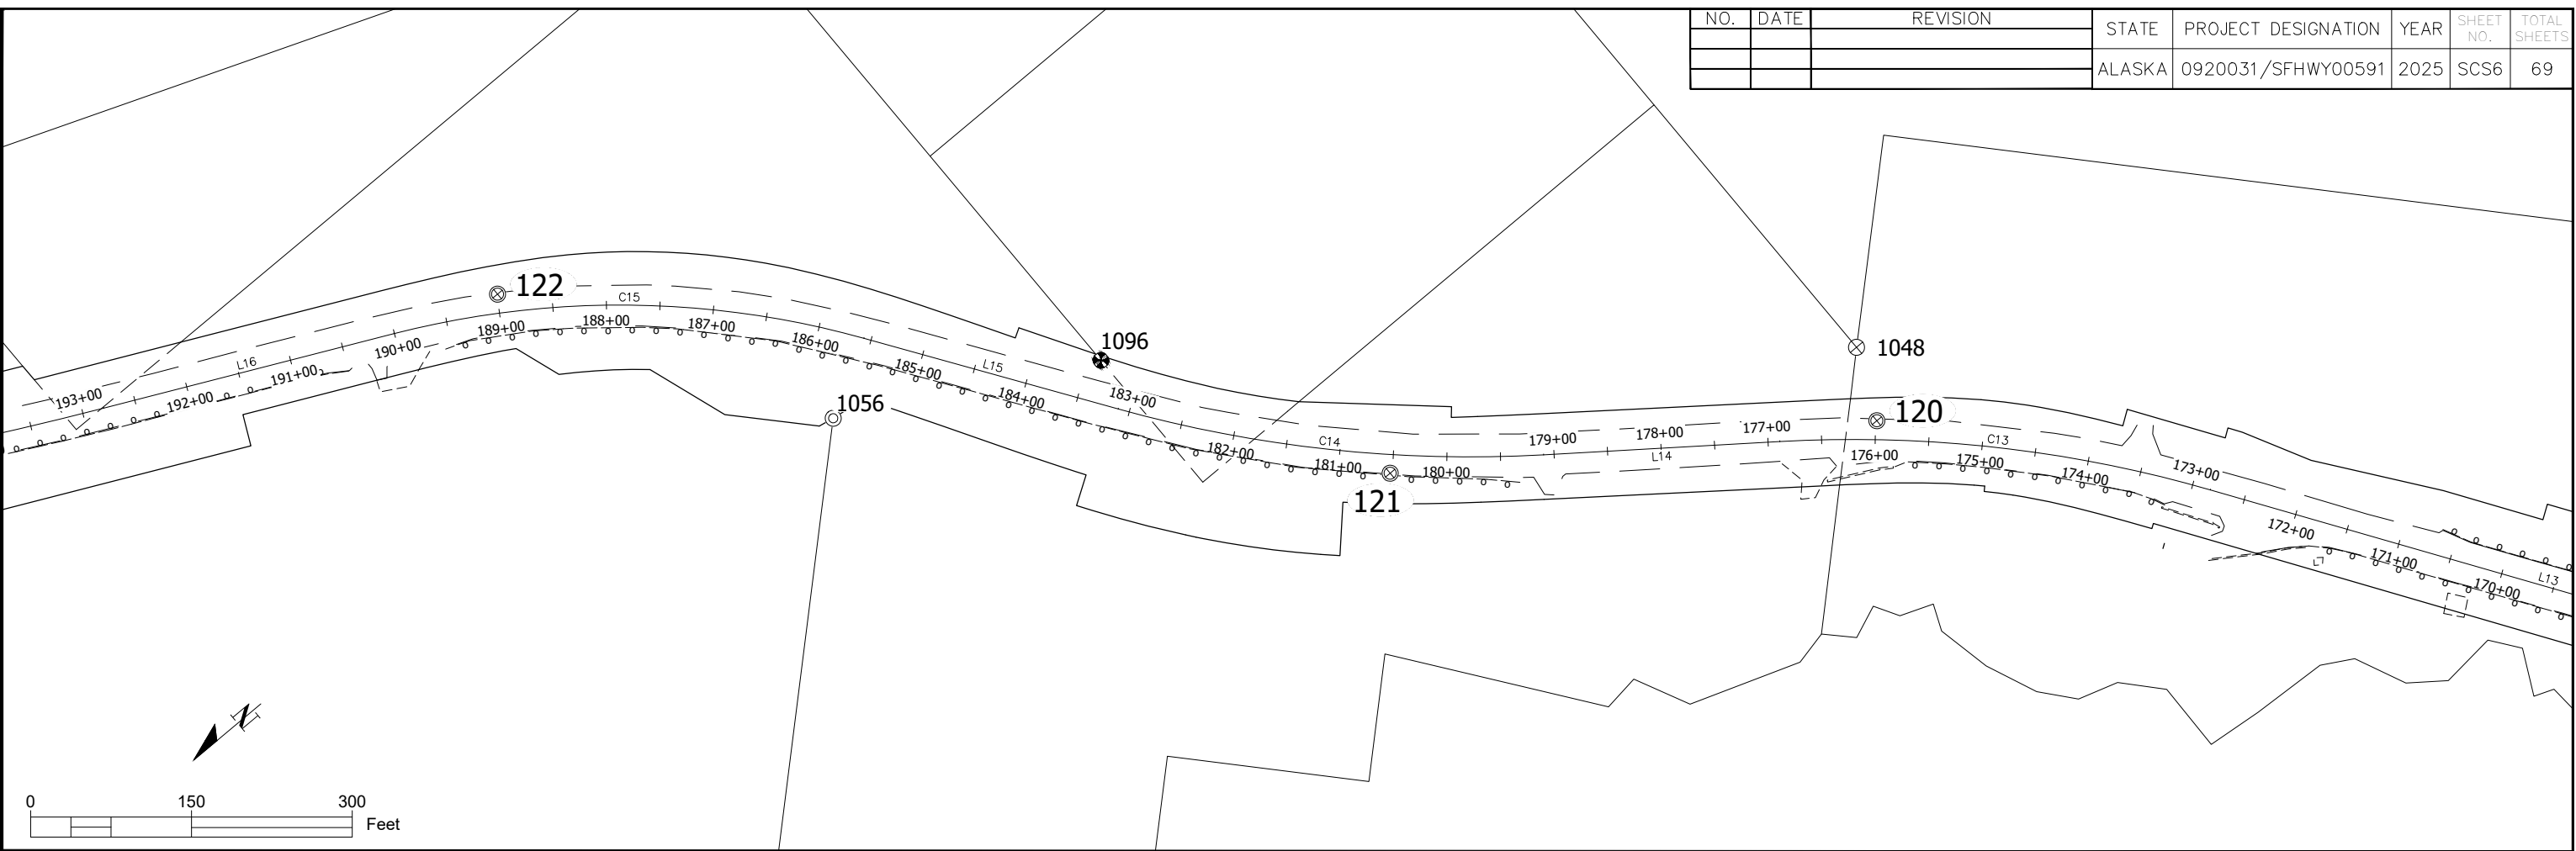 NO. DATE REVISION
STATE PROJECT DESIGNATION YEAR SHEET NO. TOTAL SHEETS
ALASKA 0920031/SFHWY00591 2025 SCS6 69
122
C15
189+00
188+00
187+00
186+00
190+00
L16
191+00
192+00
193+00
185+00
L15
184+00
183+00
1096
1056
182+00
C14
181+00
180+00
121
179+00
178+00
L14
177+00
1048
120
176+00
C13
175+00
174+00
173+00
172+00
171+00
170+00
L13
N
0 150 300
Feet